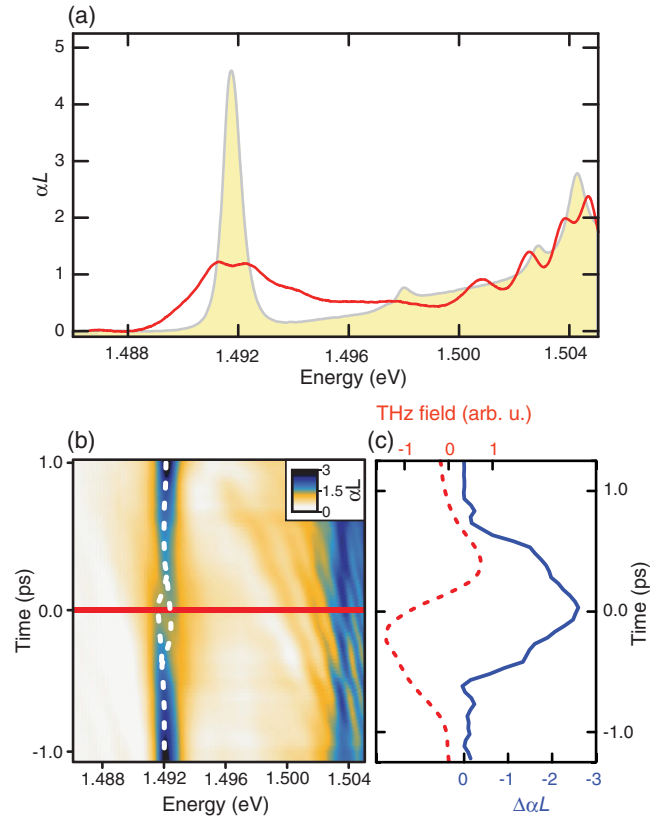 (a)
5
4
3
2
1
0
αL
1.488 1.492 1.496 1.500 1.504
Energy (eV)
(b)
1.0
0.0
-1.0
Time (ps)
3
1.5
0
αL
1.488 1.492 1.496 1.500 1.504
Energy (eV)
THz field (arb. u.)
(c)
-1 0 1
1.0
0.0
-1.0
Time (ps)
0 -1 -2 -3
ΔαL